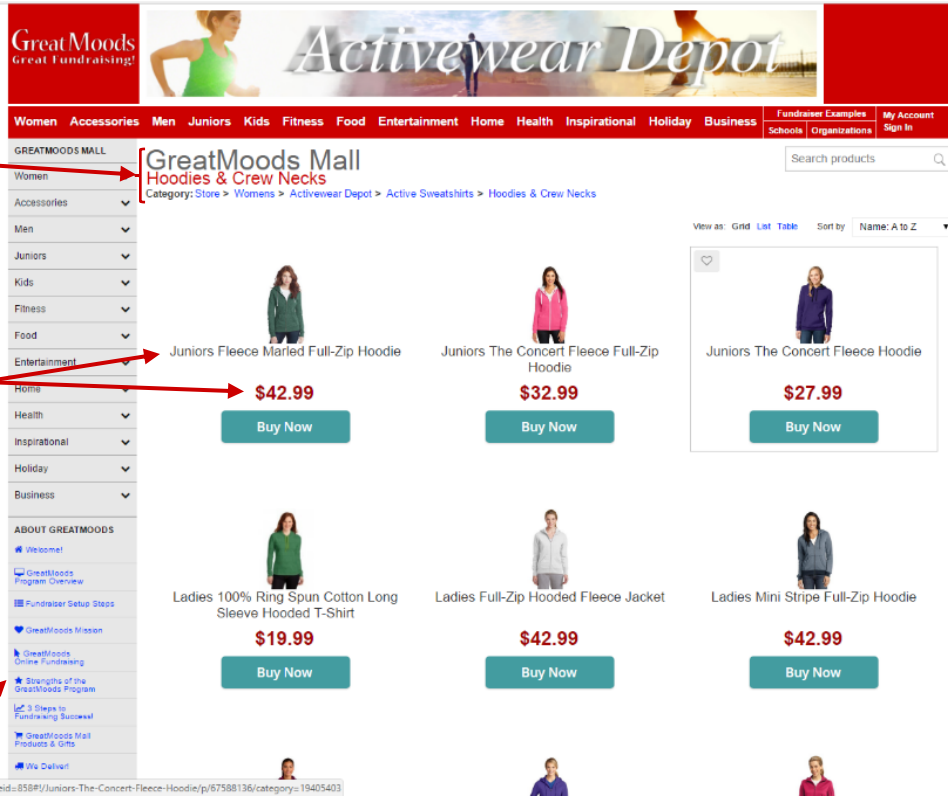 GreatMoods
Great Fundraising!
Activewear Depot
Women Accessories Men Juniors Kids Fitness Food Entertainment Home Health Inspirational Holiday Business
Fundraiser Examples
Schools Organizations
My Account
Sign In
GREATMOODS MALL
Women
Accessories
Men
Juniors
Kids
Fitness
Food
Entertainment
Home
Health
Inspirational
Holiday
Business
ABOUT GREATMOODS
Welcome!
GreatMoods
Program Overview
Fundraiser Setup Steps
GreatMoods Mission
GreatMoods
Online Fundraising
Strengths of the
GreatMoods Program
3 Steps to
Fundraising Success!
GreatMoods Mall
Products & Gifts
We Deliver!
GreatMoods Mall
Hoodies & Crew Necks
Category: Store > Womens > Activewear Depot > Active Sweatshirts > Hoodies & Crew Necks
Search products
View as: Grid List Table Sort by Name: A to Z
Juniors Fleece Marled Full-Zip Hoodie
$42.99
Buy Now
Juniors The Concert Fleece Full-Zip
Hoodie
$32.99
Buy Now
Juniors The Concert Fleece Hoodie
$27.99
Buy Now
Ladies 100% Ring Spun Cotton Long
Sleeve Hooded T-Shirt
$19.99
Buy Now
Ladies Full-Zip Hooded Fleece Jacket
$42.99
Buy Now
Ladies Mini Stripe Full-Zip Hoodie
$42.99
Buy Now
eid=858#!/Juniors-The-Concert-Fleece-Hoodie/p/67588136/category=19405403